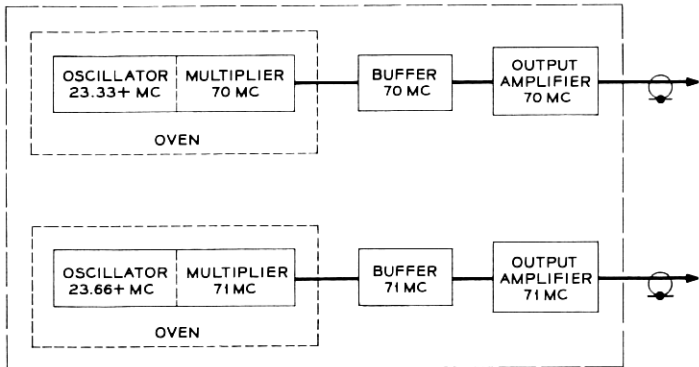 OSCILLATOR
23.33+ MC
MULTIPLIER
70 MC
OVEN
BUFFER
70 MC
OUTPUT
AMPLIFIER
70 MC
OSCILLATOR
23.66+ MC
MULTIPLIER
71 MC
OVEN
BUFFER
71 MC
OUTPUT
AMPLIFIER
71 MC